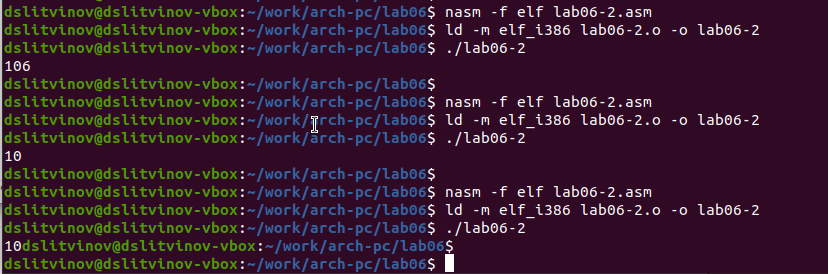 dslitvinov@dslitvinov-vbox:~/work/arch-pc/lab06$ nasm -f elf lab06-2.asm
dslitvinov@dslitvinov-vbox:~/work/arch-pc/lab06$ ld -m elf_i386 lab06-2.o -o lab06-2
dslitvinov@dslitvinov-vbox:~/work/arch-pc/lab06$ ./lab06-2
106
dslitvinov@dslitvinov-vbox:~/work/arch-pc/lab06$
dslitvinov@dslitvinov-vbox:~/work/arch-pc/lab06$ nasm -f elf lab06-2.asm
dslitvinov@dslitvinov-vbox:~/work/arch-pc/lab06$ ld -m elf_i386 lab06-2.o -o lab06-2
dslitvinov@dslitvinov-vbox:~/work/arch-pc/lab06$ ./lab06-2
10
dslitvinov@dslitvinov-vbox:~/work/arch-pc/lab06$
dslitvinov@dslitvinov-vbox:~/work/arch-pc/lab06$ nasm -f elf lab06-2.asm
dslitvinov@dslitvinov-vbox:~/work/arch-pc/lab06$ ld -m elf_i386 lab06-2.o -o lab06-2
dslitvinov@dslitvinov-vbox:~/work/arch-pc/lab06$ ./lab06-2
10dslitvinov@dslitvinov-vbox:~/work/arch-pc/lab06$
dslitvinov@dslitvinov-vbox:~/work/arch-pc/lab06$